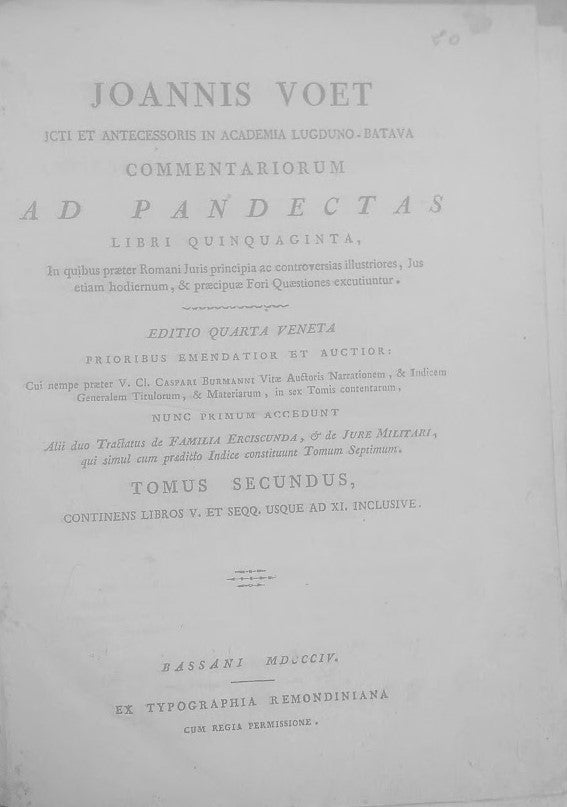 80
JOANNIS VOET
JCTI ET ANTECESSORIS IN ACADEMIA LUGDUNO-BATAVA
COMMENTARIORUM
AD PANDECTAS
LIBRI QUINQUAGINTA,
In quibus præter Romani Juris principia ac controversias illustriores, Jus
etiam hodiernum, & præcipuæ Fori Quæstiones excutiuntur.
EDITIO QUARTA VENETA
PRIORIBUS EMENDATIOR ET AUCTIOR:
Cui nempe præter V. Cl. CASPARI BURMANNI Vitæ Auctoris Narrationem, & Indicem
Generalem Titulorum, & Materiarum, in sex Tomis contentarum,
NUNC PRIMUM ACCEDUNT
Alii duo Tractatus de FAMILIA ERCISCUNDA, & de JURE MILITARI,
qui simul cum prædicto Indice constituunt Tomum Septimum.
TOMUS SECUNDUS,
CONTINENS LIBROS V. ET SEQQ. USQUE AD XI. INCLUSIVE.
BASSANI MDCCCIV.
EX TYPOGRAPHIA REMONDINIANA
CUM REGIA PERMISSIONE.